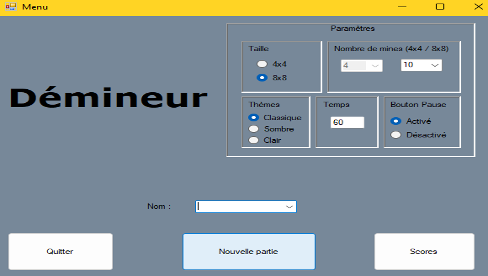 Menu
Paramètres
Taille
4x4
8x8
Nombre de mines (4x4 / 8x8)
4
10
Démineur
Thèmes
Classique
Sombre
Clair
Temps
60
Bouton Pause
Activé
Désactivé
Nom :
Quitter
Nouvelle partie
Scores